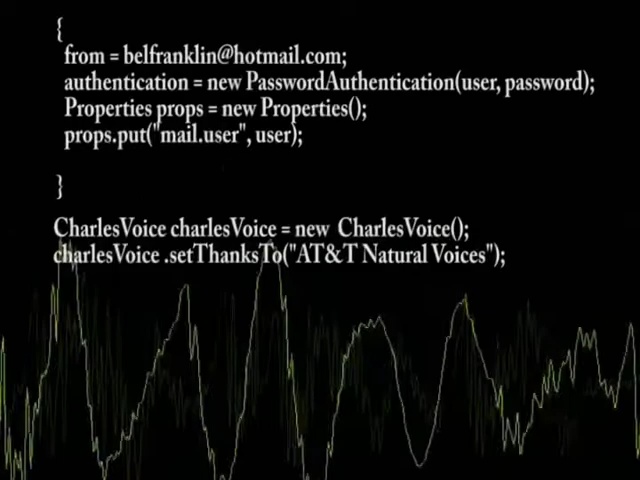 {
from = belfranklin@hotmail.com;
authentication = new PasswordAuthentication(user, password);
Properties props = new Properties();
props.put("mail.user", user);
}
CharlesVoice charlesVoice = new CharlesVoice();
charlesVoice .setThanksTo("AT&T Natural Voices");